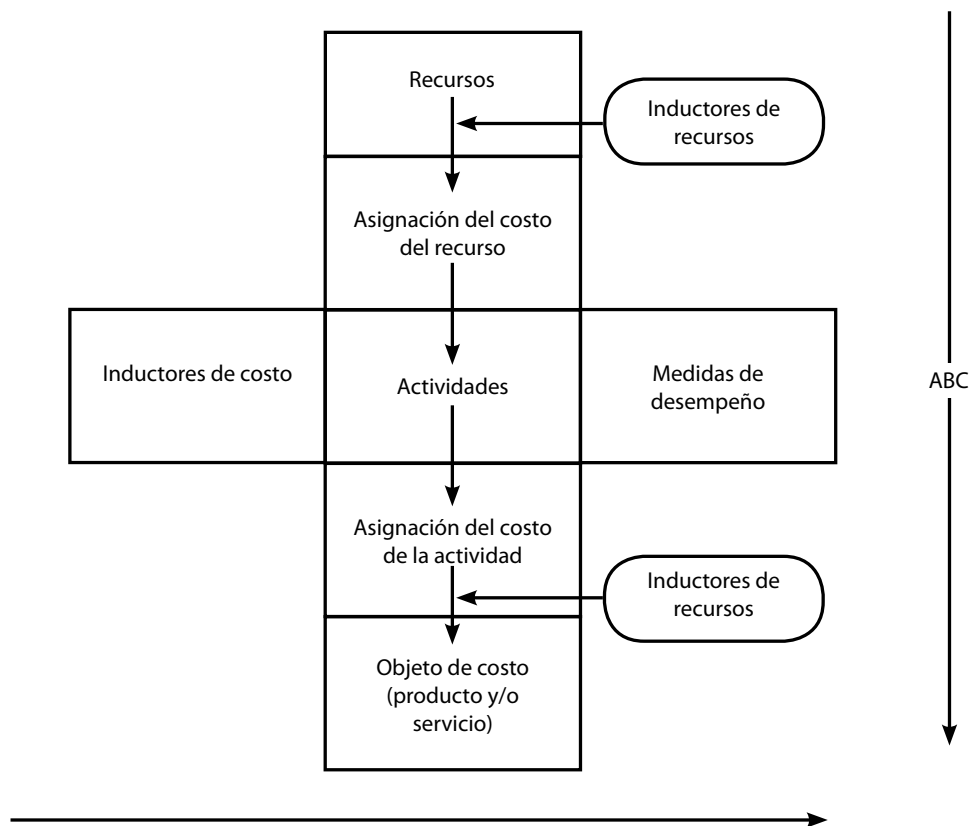 Recursos
Inductores de
recursos
Asignación del costo
del recurso
Inductores de costo
Actividades
Medidas de
desempeño
ABC
Asignación del costo
de la actividad
Inductores de
recursos
Objeto de costo
(producto y/o
servicio)